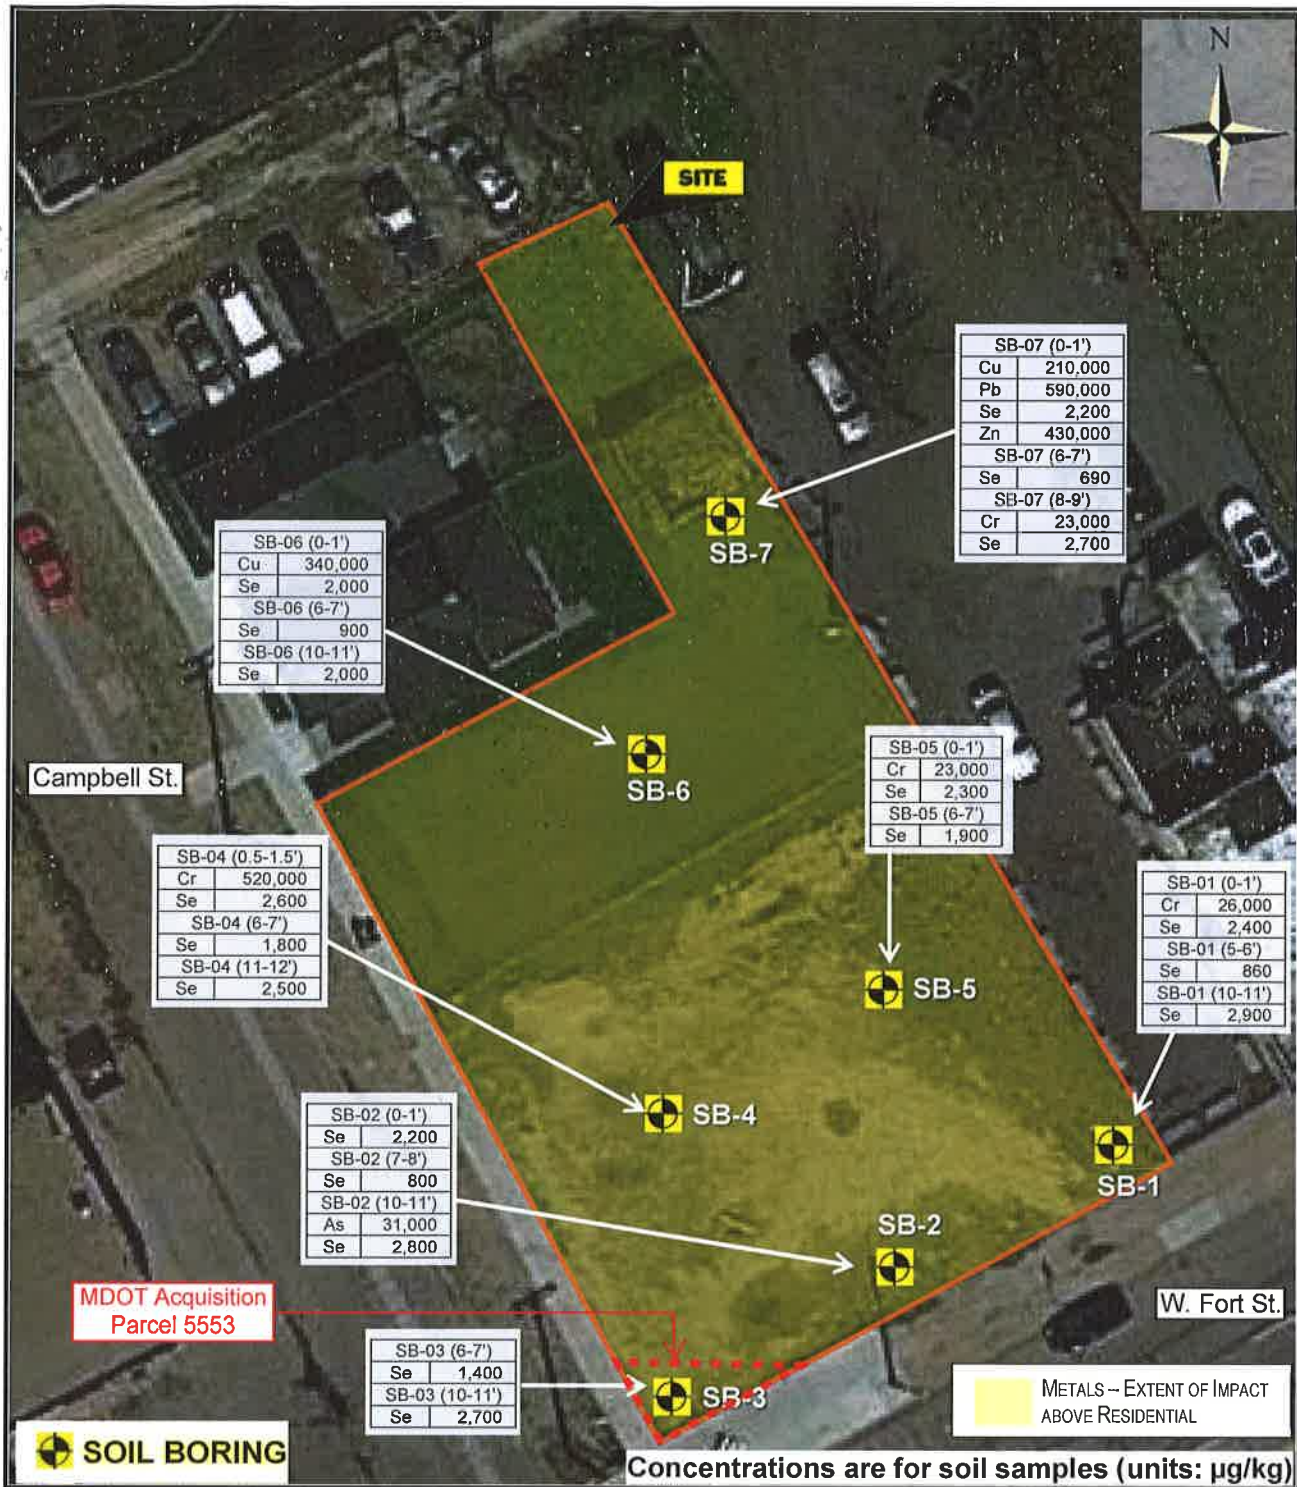 N
SITE
SB-07 (0-1')
Cu 210,000
Pb 590,000
Se 2,200
Zn 430,000
SB-07 (6-7')
Se 690
SB-07 (8-9')
Cr 23,000
Se 2,700
SB-7
SB-06 (0-1')
Cu 340,000
Se 2,000
SB-06 (6-7')
Se 900
SB-06 (10-11')
Se 2,000
SB-6
Campbell St.
SB-05 (0-1')
Cr 23,000
Se 2,300
SB-05 (6-7')
Se 1,900
SB-5
SB-04 (0.5-1.5')
Cr 520,000
Se 2,600
SB-04 (6-7')
Se 1,800
SB-04 (11-12')
Se 2,500
SB-4
SB-01 (0-1')
Cr 26,000
Se 2,400
SB-01 (5-6')
Se 860
SB-01 (10-11')
Se 2,900
SB-1
SB-02 (0-1')
Se 2,200
SB-02 (7-8')
Se 800
SB-02 (10-11')
As 31,000
Se 2,800
SB-2
W. Fort St.
MDOT Acquisition
Parcel 5553
SB-03 (6-7')
Se 1,400
SB-03 (10-11')
Se 2,700
SB-3
METALS – EXTENT OF IMPACT
ABOVE RESIDENTIAL
SOIL BORING
Concentrations are for soil samples (units: µg/kg)